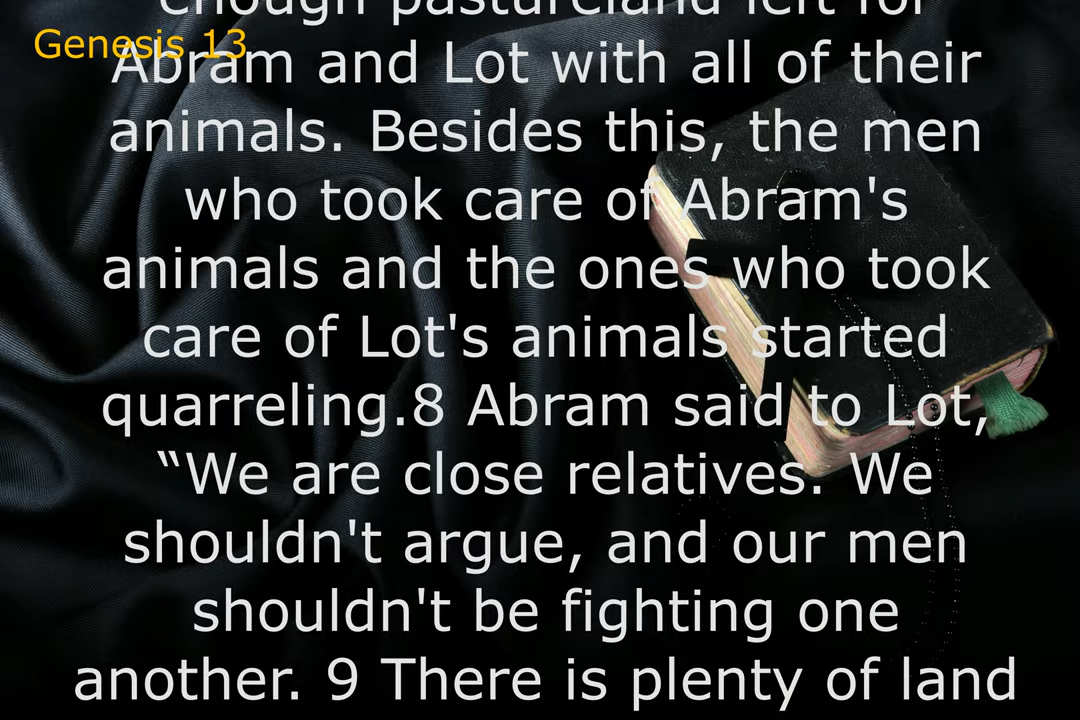 enough pastureland left for
Genesis 13
Abram and Lot with all of their
animals. Besides this, the men
who took care of Abram's
animals and the ones who took
care of Lot's animals started
quarreling.8 Abram said to Lot,
“We are close relatives. We
shouldn't argue, and our men
shouldn't be fighting one
another. 9 There is plenty of land